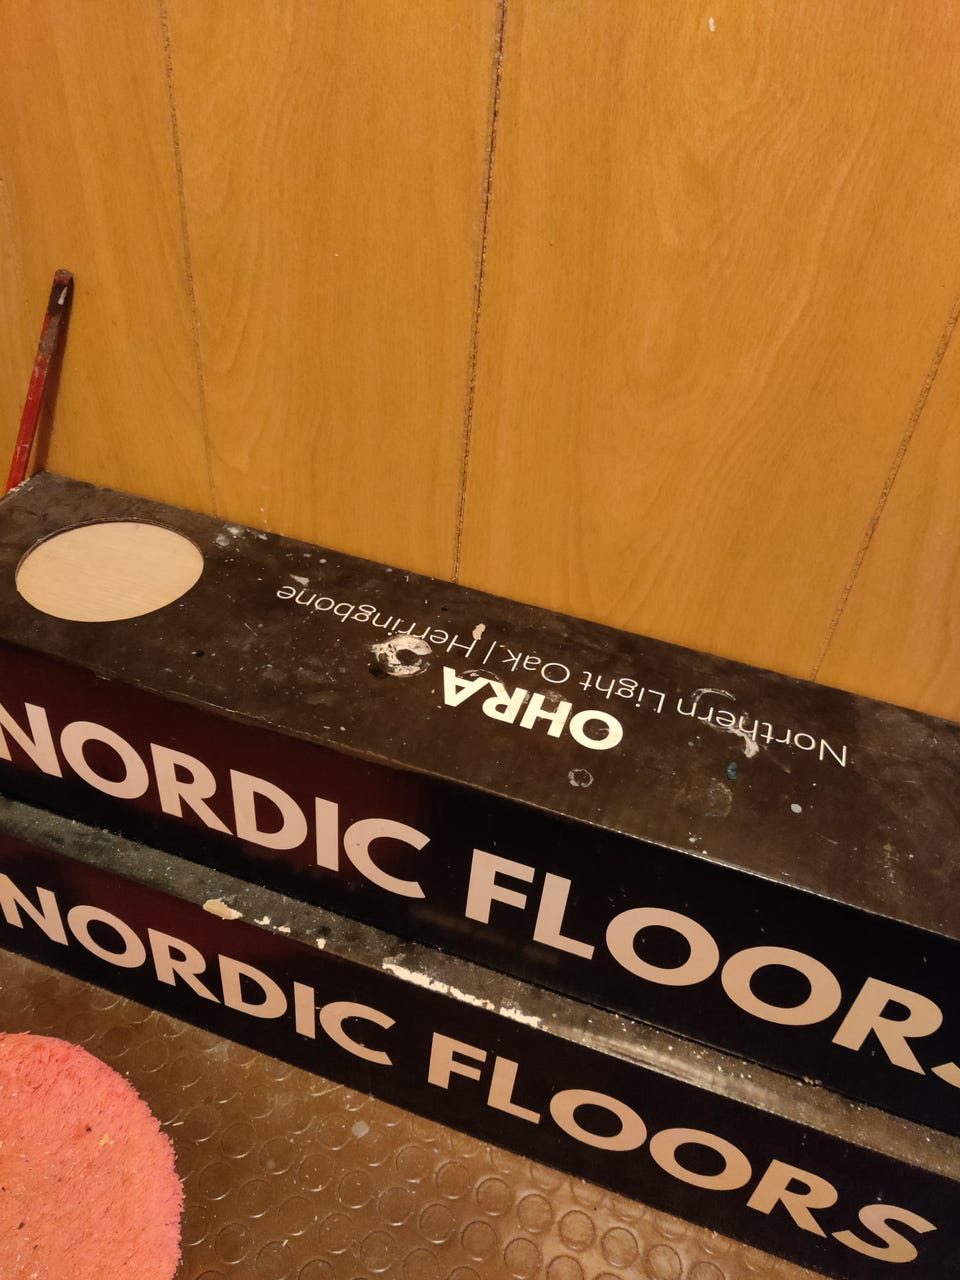 Northern Light Oak | Herringbone
OHRA
NORDIC FLOORS
NORDIC FLOORS